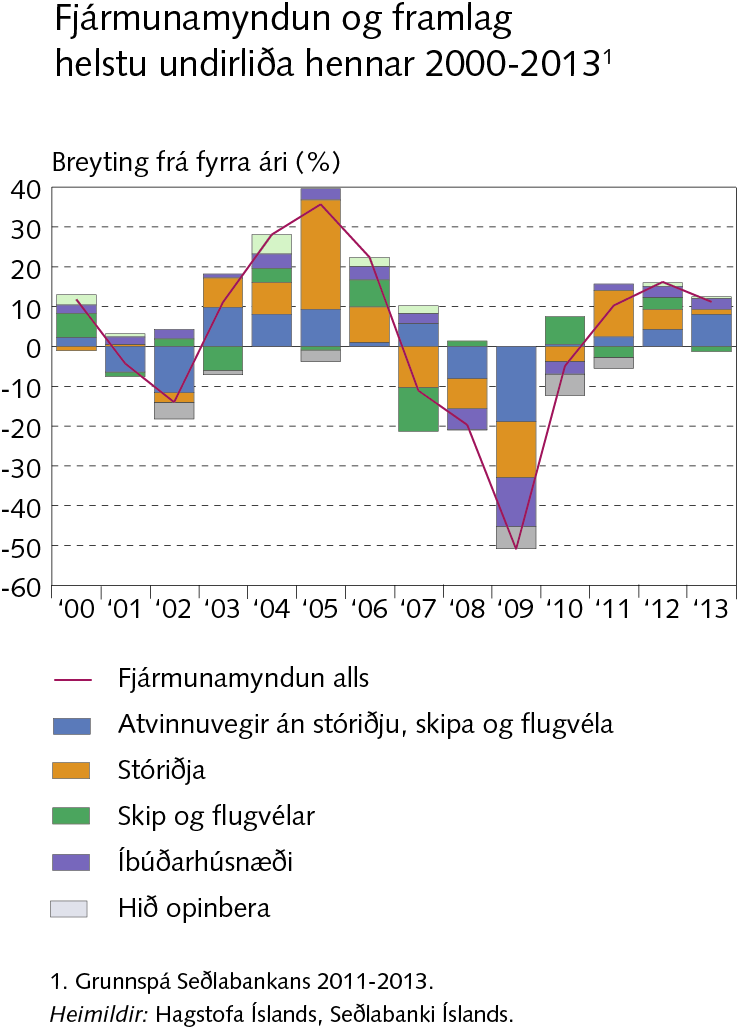 Fjármunamyndun og framlag
helstu undirliða hennar 2000-2013¹
Breyting frá fyrra ári (%)
40
30
20
10
0
-10
-20
-30
-40
-50
-60
‘00 ‘01 ‘02 ‘03 ‘04 ‘05 ‘06 ‘07 ‘08 ‘09 ‘10 ‘11 ‘12 ‘13
Fjármunamyndun alls
Atvinnuvegir án stóriðju, skipa og flugvéla
Stóriðja
Skip og flugvélar
Íbúðarhúsnæði
Hið opinbera
1. Grunnspá Seðlabankans 2011-2013.
Heimildir: Hagstofa Íslands, Seðlabanki Íslands.